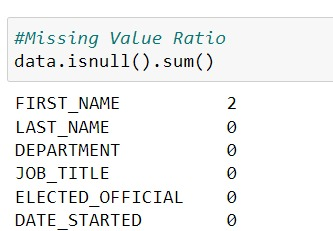 #Missing Value Ratio
data.isnull().sum()
FIRST_NAME 2
LAST_NAME 0
DEPARTMENT 0
JOB_TITLE 0
ELECTED_OFFICIAL 0
DATE_STARTED 0